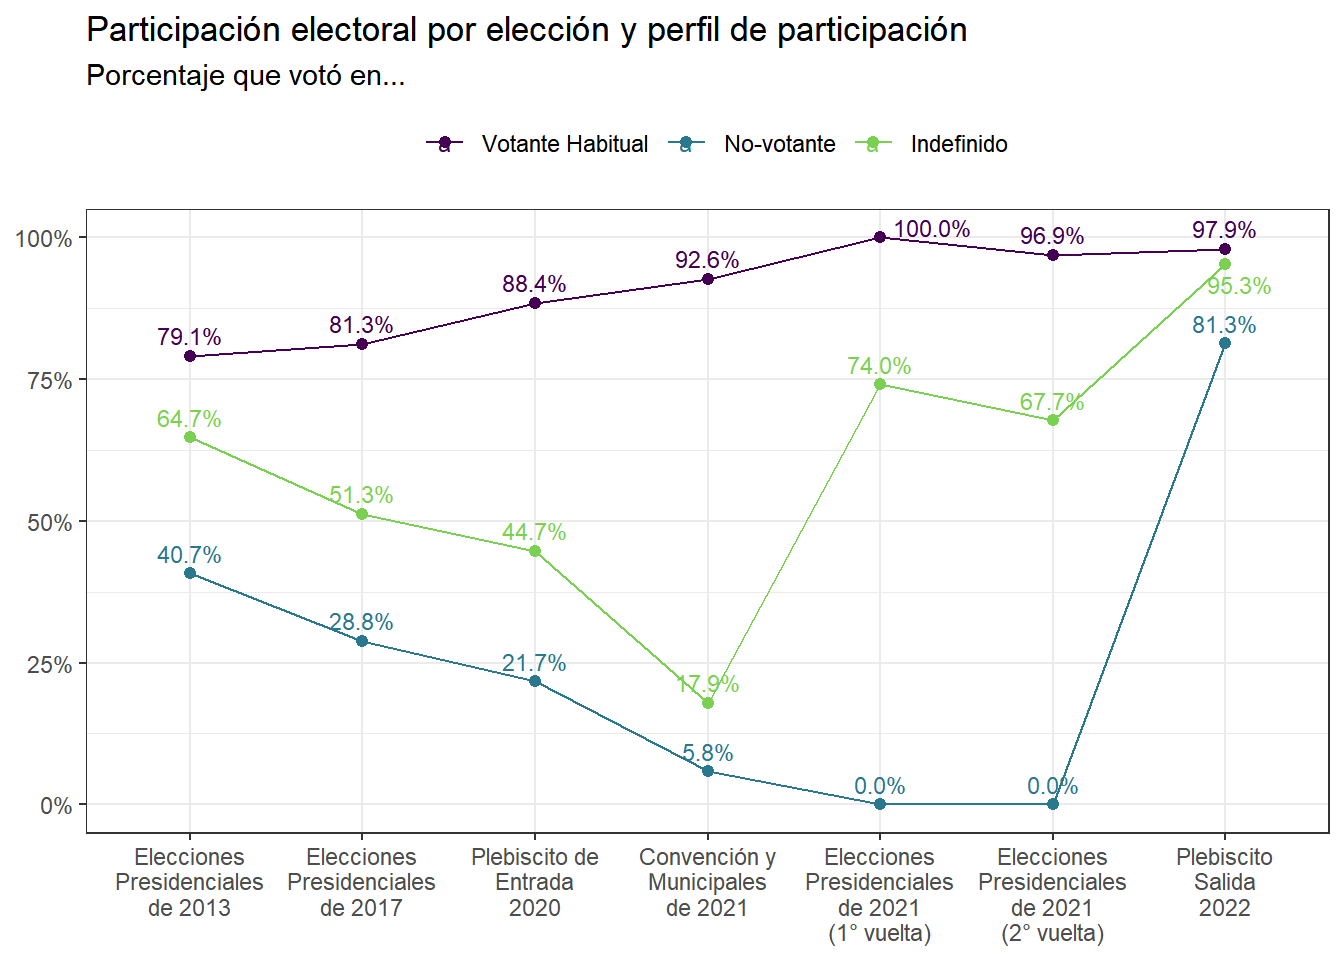 Participación electoral por elección y perfil de participación
Porcentaje que votó en...
a Votante Habitual a No-votante a Indefinido
100%
75%
50%
25%
0%
79.1%
81.3%
88.4%
92.6%
100.0%
96.9%
97.9%
64.7%
51.3%
44.7%
17.9%
74.0%
67.7%
95.3%
40.7%
28.8%
21.7%
5.8%
0.0%
0.0%
81.3%
Elecciones
Presidenciales
de 2013
Elecciones
Presidenciales
de 2017
Plebiscito de
Entrada
2020
Convención y
Municipales
de 2021
Elecciones
Presidenciales
de 2021
(1° vuelta)
Elecciones
Presidenciales
de 2021
(2° vuelta)
Plebiscito
Salida
2022